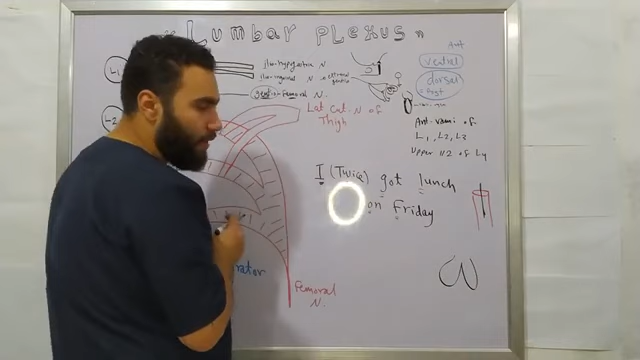 Lumbar plexus
L1
ilio-hypogastric N
ilio-inguinal N
Femoral N.
L2
Lat Cut. N of
Thigh
Ant
ventral
dorsal
Post
Ant. rami of
L1, L2, L3
Upper 1/2 of L4
I (Twice) got lunch
on Friday
Femoral
N.